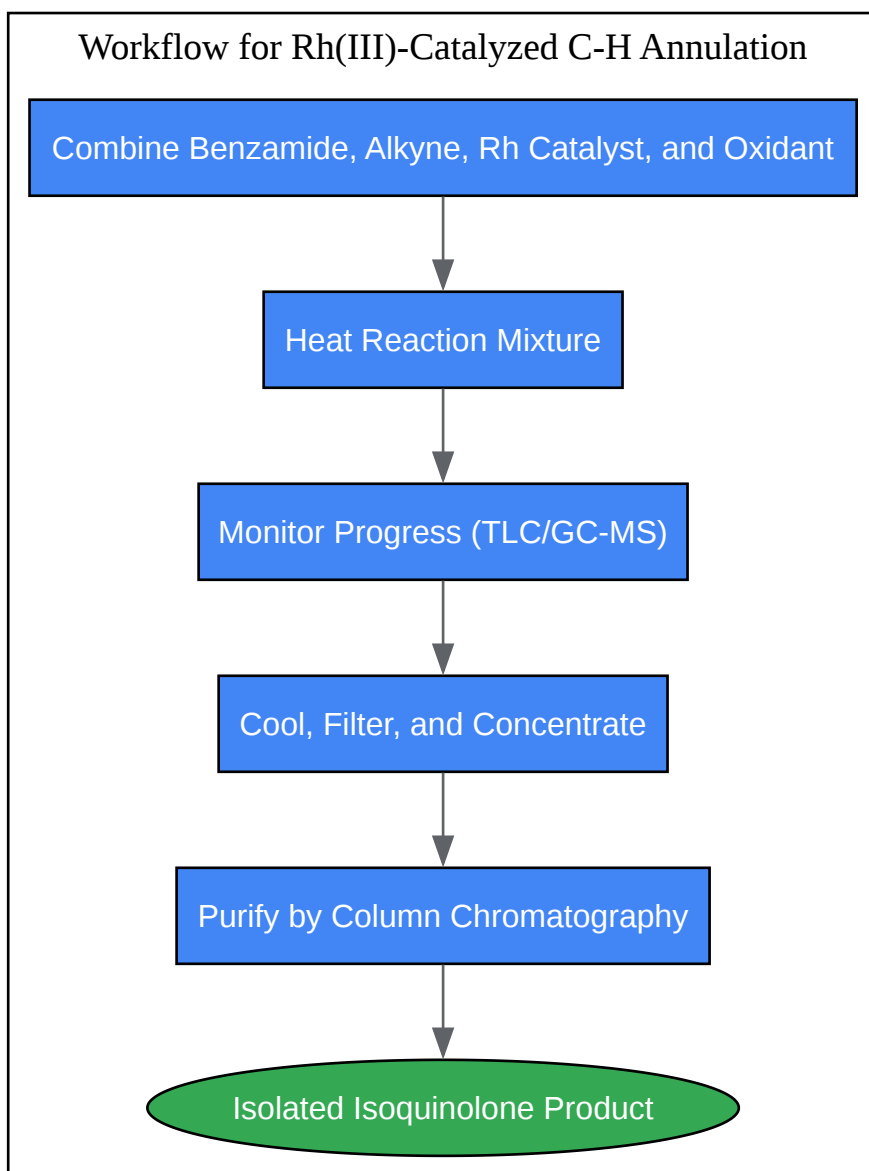 Workflow for Rh(III)-Catalyzed C-H Annulation
Combine Benzamide, Alkyne, Rh Catalyst, and Oxidant
Heat Reaction Mixture
Monitor Progress (TLC/GC-MS)
Cool, Filter, and Concentrate
Purify by Column Chromatography
Isolated Isoquinolone Product